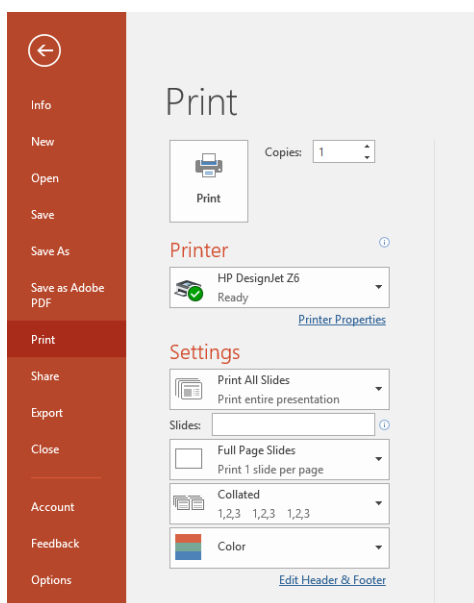 Info
New
Open
Save
Save As
Save as Adobe
PDF
Print
Share
Export
Close
Account
Feedback
Options
Print
Copies: 1
Print
Printer
HP DesignJet Z6
Ready
Printer Properties
Settings
Print All Slides
Print entire presentation
Slides:
Full Page Slides
Print 1 slide per page
Collated
1,2,3 1,2,3 1,2,3
Color
Edit Header & Footer